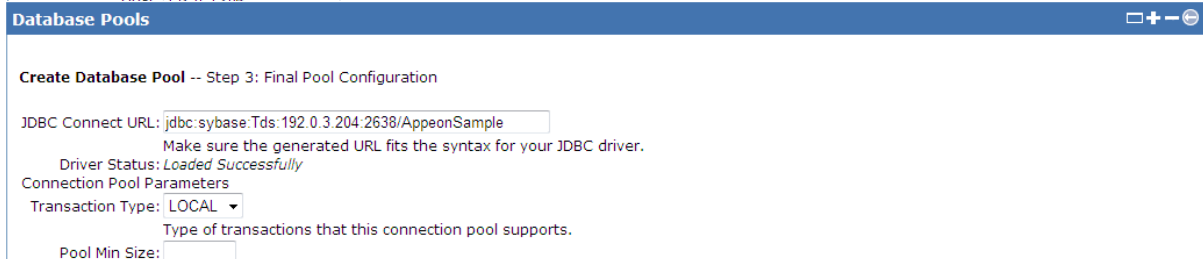 Database Pools
Create Database Pool -- Step 3: Final Pool Configuration
JDBC Connect URL: jdbc:sybase:Tds:192.0.3.204:2638/AppeonSample
Make sure the generated URL fits the syntax for your JDBC driver.
Driver Status: Loaded Successfully
Connection Pool Parameters
Transaction Type: LOCAL
Type of transactions that this connection pool supports.
Pool Min Size: